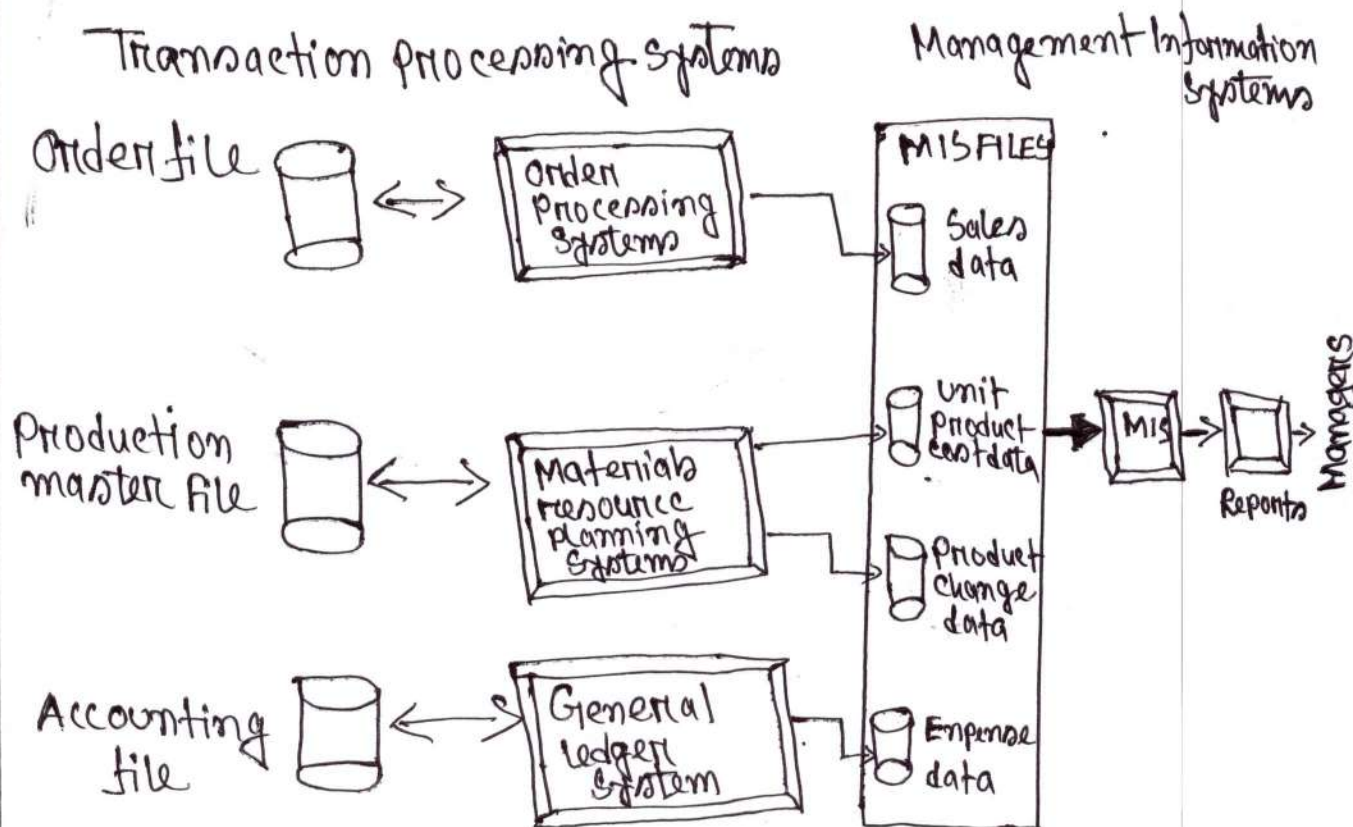 Transaction Processing Systems
Management Information
Systems
Order file
Order
Processing
Systems
MIS FILES
Sales
data
Production
master file
Materials
resource
planning
Systems
unit
Product
cost data
MIS
Reports
Managers
Product
change
data
Accounting
file
General
Ledger
System
Expense
data